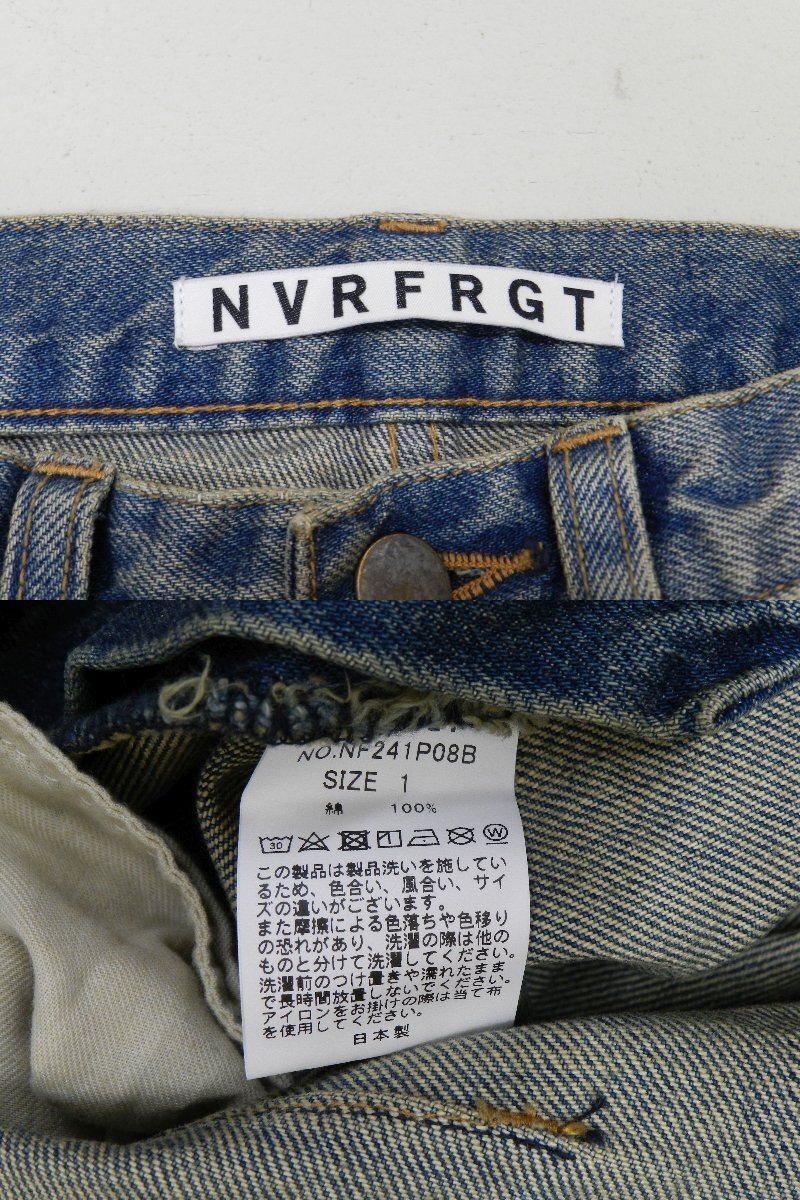 NVRFRGT
NO.NF241P08B
SIZE 1
綿 100%
30 1 W
この製品は製品洗いを施してい
るため、色合い、風合い、サイ
ズの違いがございます。
また摩擦による色落ちや色移り
の恐れがあり、洗濯の際は他の
ものと分けて洗濯してください。
洗濯前のつけ置きや濡れたまま
で長時間放置しないでください。
アイロンをお掛けの際は当て布
を使用してください。
日本製